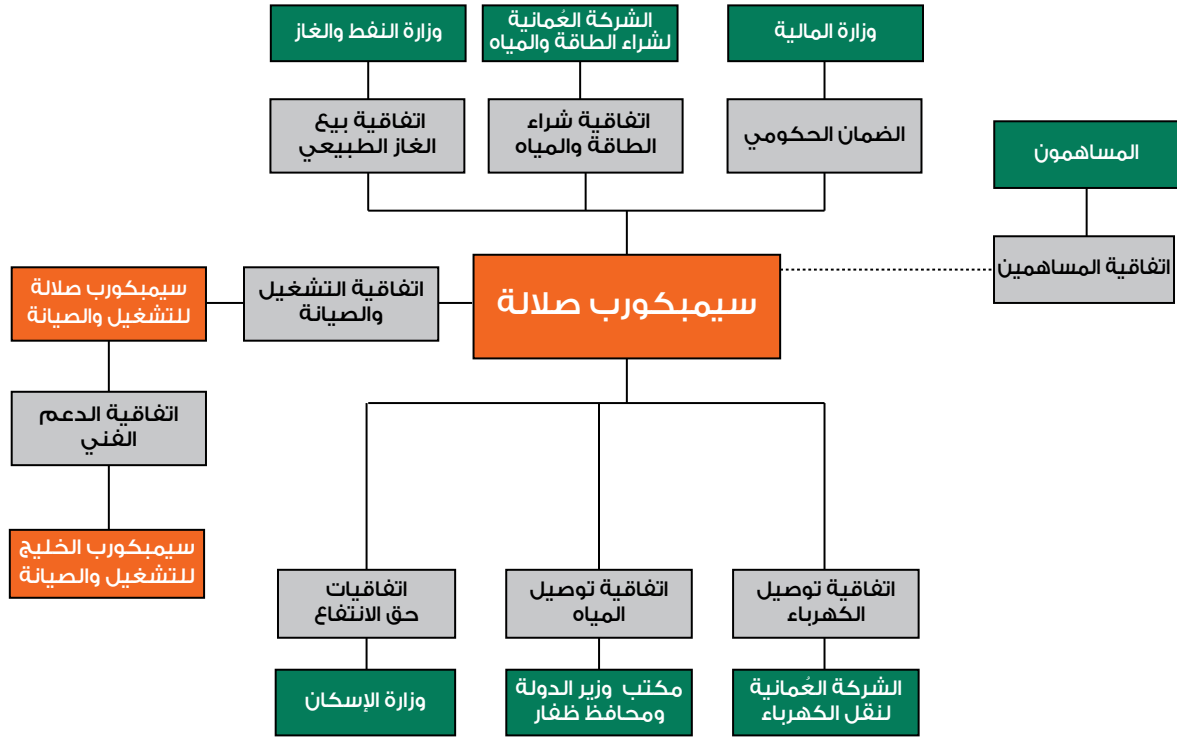 وزارة المالية
الشركة العُمانية
لشراء الطاقة والمياه
وزارة النفط والغاز
الضمان الحكومي
اتفاقية شراء
الطاقة والمياه
اتفاقية بيع
الغاز الطبيعي
المساهمون
اتفاقية المساهمين
سيمبكورب صلالة
اتفاقية التشغيل
والصيانة
سيمبكورب صلالة
للتشغيل والصيانة
اتفاقية الدعم
الفني
سيمبكورب الخليج
للتشغيل والصيانة
اتفاقية توصيل
الكهرباء
اتفاقية توصيل
المياه
اتفاقيات
حق الانتفاع
الشركة العُمانية
لنقل الكهرباء
مكتب وزير الدولة
ومحافظ ظفار
وزارة الإسكان